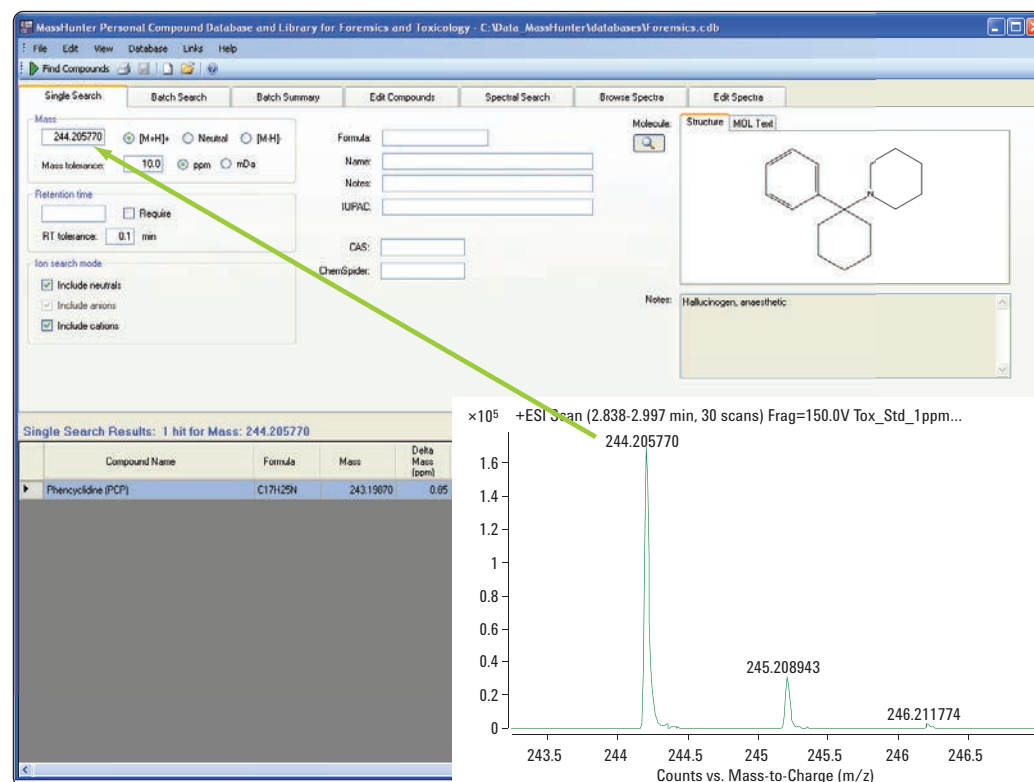 MassHunter Personal Compound Database and Library for Forensics and Toxicology - C:\Data_MassHunter\databases\Forensics.cdb
File Edit View Database Links Help
Find Compounds
Single Search Batch Search Batch Summary Edit Compounds Spectral Search Browse Spectra Edit Spectra
Mass
244.205770 [M+H]+ Neutral [M-H]-
Mass tolerance: 10.0 ppm mDa
Retention time
Require
RT tolerance: 0.1 min
Ion search mode
Include neutrals
Include anions
Include cations
Formula:
Name:
Notes:
IUPAC:
CAS:
ChemSpider:
Molecule:
Structure MOL Text
N
Notes: Hallucinogen, anaesthetic
Single Search Results: 1 hit for Mass: 244.205770
Compound Name Formula Mass Delta Mass (ppm)
Phencyclidine (PCP) C17H25N 243.19870 0.85
×10⁵ +ESI Scan (2.838-2.997 min, 30 scans) Frag=150.0V Tox_Std_1ppm...
244.205770
245.208943
246.211774
1.6
1.4
1.2
1
0.8
0.6
0.4
0.2
0
243.5 244 244.5 245 245.5 246 246.5
Counts vs. Mass-to-Charge (m/z)